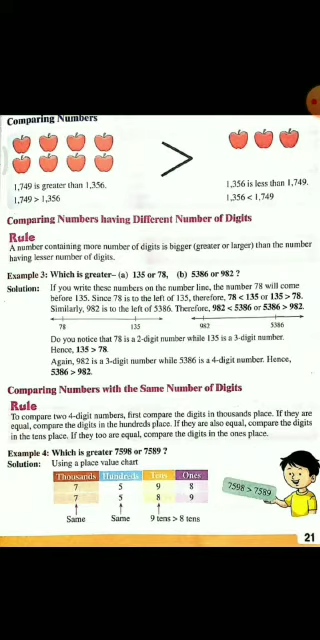 Comparing Numbers
>
1,749 is greater than 1,356.
1,749 > 1,356
1,356 is less than 1,749.
1,356 < 1,749
Comparing Numbers having Different Number of Digits
Rule
A number containing more number of digits is bigger (greater or larger) than the number
having lesser number of digits.
Example 3: Which is greater– (a) 135 or 78, (b) 5386 or 982 ?
Solution: If you write these numbers on the number line, the number 78 will come
before 135. Since 78 is to the left of 135, therefore, 78 < 135 or 135 > 78.
Similarly, 982 is to the left of 5386. Therefore, 982 < 5386 or 5386 > 982.
78 135 982 5386
Do you notice that 78 is a 2-digit number while 135 is a 3-digit number.
Hence, 135 > 78.
Again, 982 is a 3-digit number while 5386 is a 4-digit number. Hence,
5386 > 982.
Comparing Numbers with the Same Number of Digits
Rule
To compare two 4-digit numbers, first compare the digits in thousands place. If they are
equal, compare the digits in the hundreds place. If they are also equal, compare the digits
in the tens place. If they too are equal, compare the digits in the ones place.
Example 4: Which is greater 7598 or 7589 ?
Solution: Using a place value chart
Thousands Hundreds Tens Ones
7 5 9 8
7 5 8 9
Same Same 9 tens > 8 tens
7598 > 7589
21